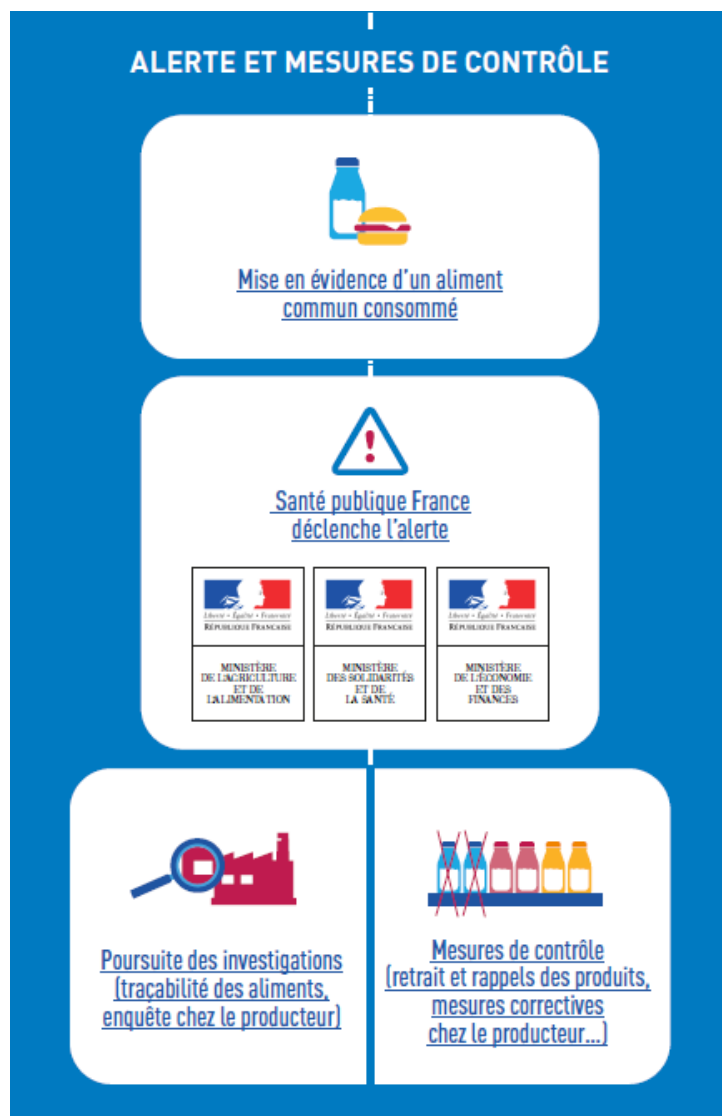 ALERTE ET MESURES DE CONTRÔLE
Mise en évidence d'un aliment
commun consommé
Santé publique France
déclenche l'alerte
Liberté • Égalité • Fraternité
RÉPUBLIQUE FRANÇAISE
MINISTÈRE
DE L'AGRICULTURE
ET DE
L'ALIMENTATION
Liberté • Égalité • Fraternité
RÉPUBLIQUE FRANÇAISE
MINISTÈRE
DES SOLIDARITÉS
ET DE
LA SANTÉ
Liberté • Égalité • Fraternité
RÉPUBLIQUE FRANÇAISE
MINISTÈRE
DE L'ÉCONOMIE
ET DES
FINANCES
Poursuite des investigations
(traçabilité des aliments,
enquête chez le producteur)
Mesures de contrôle
(retrait et rappels des produits,
mesures correctives
chez le producteur...)